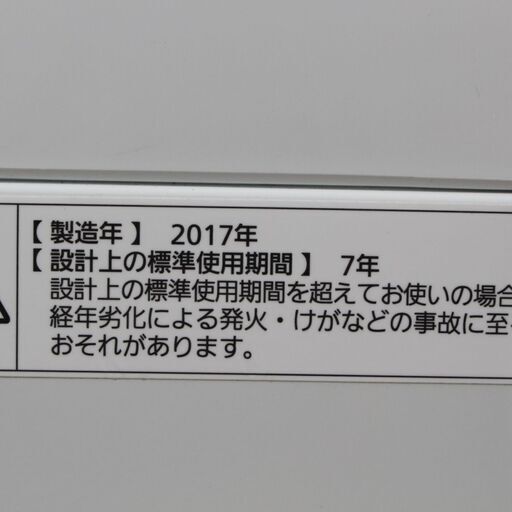 【製造年】 2017年
【設計上の標準使用期間】 7年
設計上の標準使用期間を超えてお使いの場合
経年劣化による発火・けがなどの事故に至
おそれがあります。